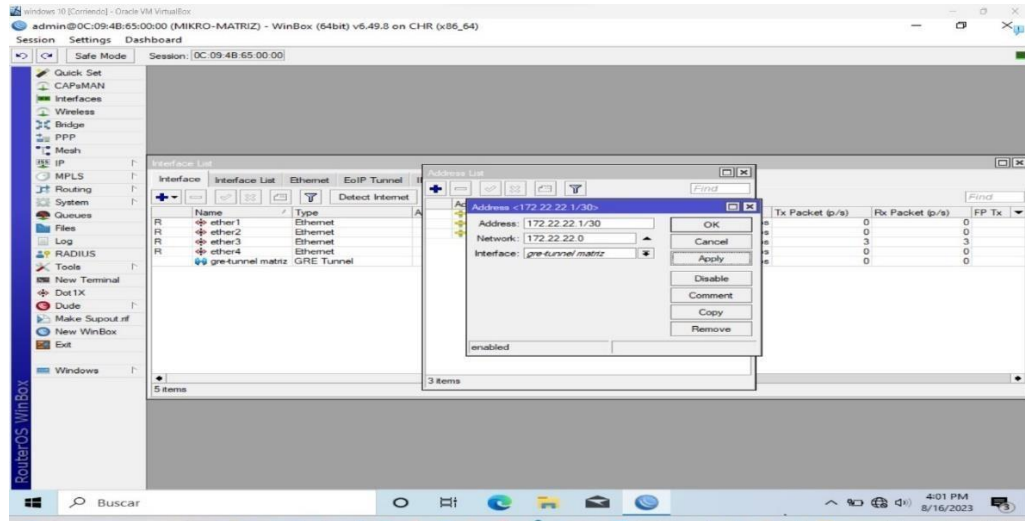 windows 10 [Corriendo] - Oracle VM VirtualBox
admin@0C:09:4B:65:00:00 (MIKRO-MATRIZ) - WinBox (64bit) v6.49.8 on CHR (x86_64)
Session Settings Dashboard
Safe Mode Session: 0C:09:4B:65:00:00
Quick Set
CAPsMAN
Interfaces
Wireless
Bridge
PPP
Mesh
IP
MPLS
Routing
System
Queues
Files
Log
RADIUS
Tools
New Terminal
Dot1X
Dude
Make Supout.rif
New WinBox
Exit
Windows
RouterOS WinBox
Interface List
Interface Interface List Ethernet EoIP Tunnel
Detect Internet
Find
Name Type Tx Packet (p/s) Rx Packet (p/s) FP Tx
R ether1 Ethernet 0 0
R ether2 Ethernet 0 0
R ether3 Ethernet 3 3
R ether4 Ethernet 0 0
gre-tunnel matriz GRE Tunnel 0 0
5 items
Address List
Find
3 items
Address <172.22.22.1/30>
Address: 172.22.22.1/30
Network: 172.22.22.0
Interface: gre-tunnel matriz
OK
Cancel
Apply
Disable
Comment
Copy
Remove
enabled
Buscar
4:01 PM
8/16/2023